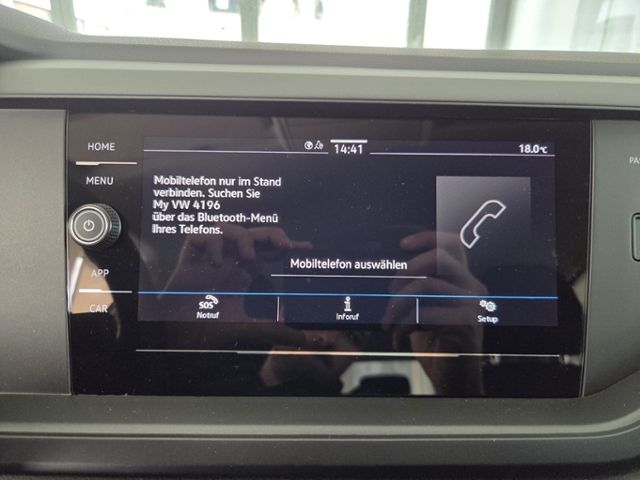 HOME
MENU
APP
CAR
14:41
18.0°C
Mobiltelefon nur im Stand
verbinden. Suchen Sie
My VW 4196
über das Bluetooth-Menü
Ihres Telefons.
Mobiltelefon auswählen
SOS
Notruf
Inforuf
Setup
PAS